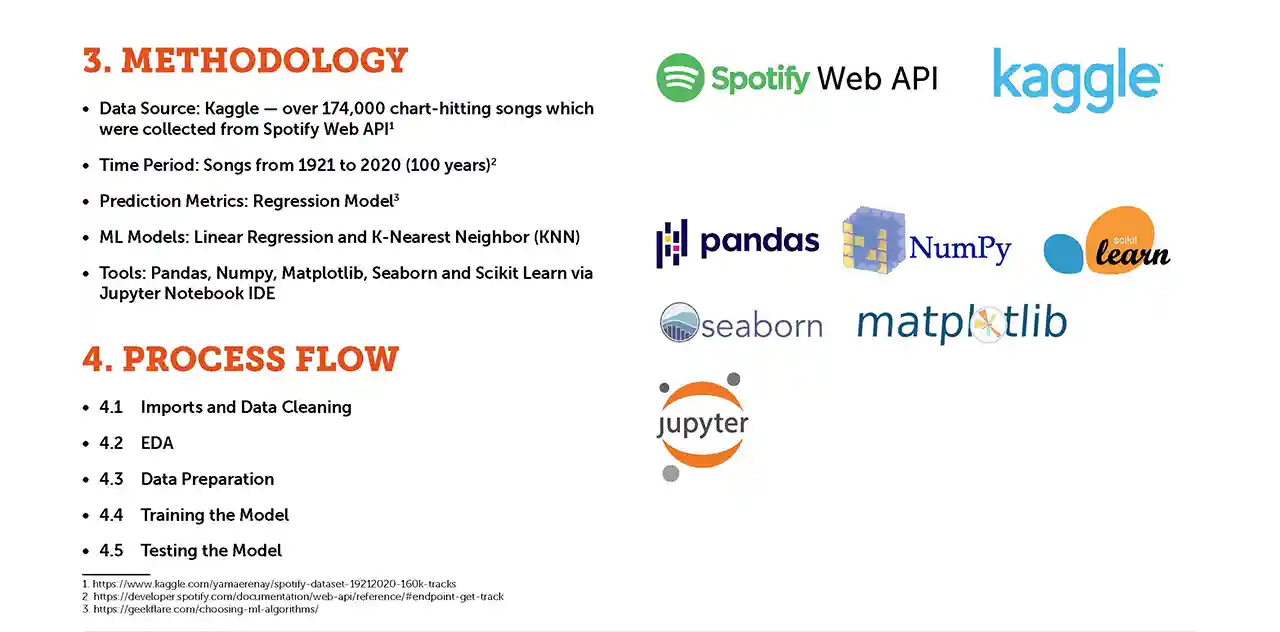 3. METHODOLOGY
• Data Source: Kaggle — over 174,000 chart-hitting songs which
were collected from Spotify Web API¹
• Time Period: Songs from 1921 to 2020 (100 years)²
• Prediction Metrics: Regression Model³
• ML Models: Linear Regression and K-Nearest Neighbor (KNN)
• Tools: Pandas, Numpy, Matplotlib, Seaborn and Scikit Learn via
Jupyter Notebook IDE
4. PROCESS FLOW
• 4.1 Imports and Data Cleaning
• 4.2 EDA
• 4.3 Data Preparation
• 4.4 Training the Model
• 4.5 Testing the Model
1. https://www.kaggle.com/yamaerenay/spotify-dataset-19212020-160k-tracks
2. https://developer.spotify.com/documentation/web-api/reference/#endpoint-get-track
3. https://geekflare.com/choosing-ml-algorithms/
Spotify Web API
kaggle™
pandas
NumPy
scikit
learn
seaborn
matplotlib
jupyter